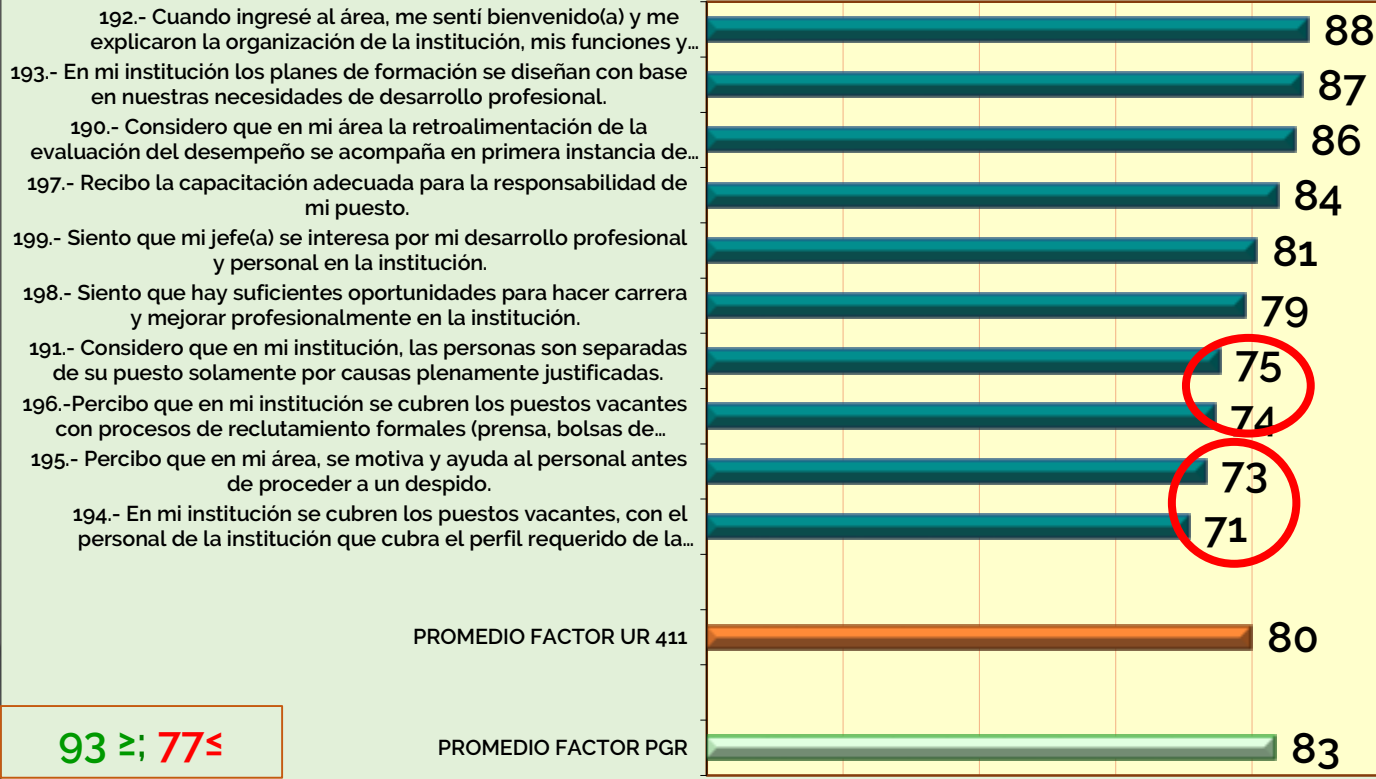 192.- Cuando ingresé al área, me sentí bienvenido(a) y me
explicaron la organización de la institución, mis funciones y...
88
193.- En mi institución los planes de formación se diseñan con base
en nuestras necesidades de desarrollo profesional.
87
190.- Considero que en mi área la retroalimentación de la
evaluación del desempeño se acompaña en primera instancia de...
86
197.- Recibo la capacitación adecuada para la responsabilidad de
mi puesto.
84
199.- Siento que mi jefe(a) se interesa por mi desarrollo profesional
y personal en la institución.
81
198.- Siento que hay suficientes oportunidades para hacer carrera
y mejorar profesionalmente en la institución.
79
191.- Considero que en mi institución, las personas son separadas
de su puesto solamente por causas plenamente justificadas.
75
196.-Percibo que en mi institución se cubren los puestos vacantes
con procesos de reclutamiento formales (prensa, bolsas de...
74
195.- Percibo que en mi área, se motiva y ayuda al personal antes
de proceder a un despido.
73
194.- En mi institución se cubren los puestos vacantes, con el
personal de la institución que cubra el perfil requerido de la...
71
PROMEDIO FACTOR UR 411
80
93 ≥; 77≤
PROMEDIO FACTOR PGR
83